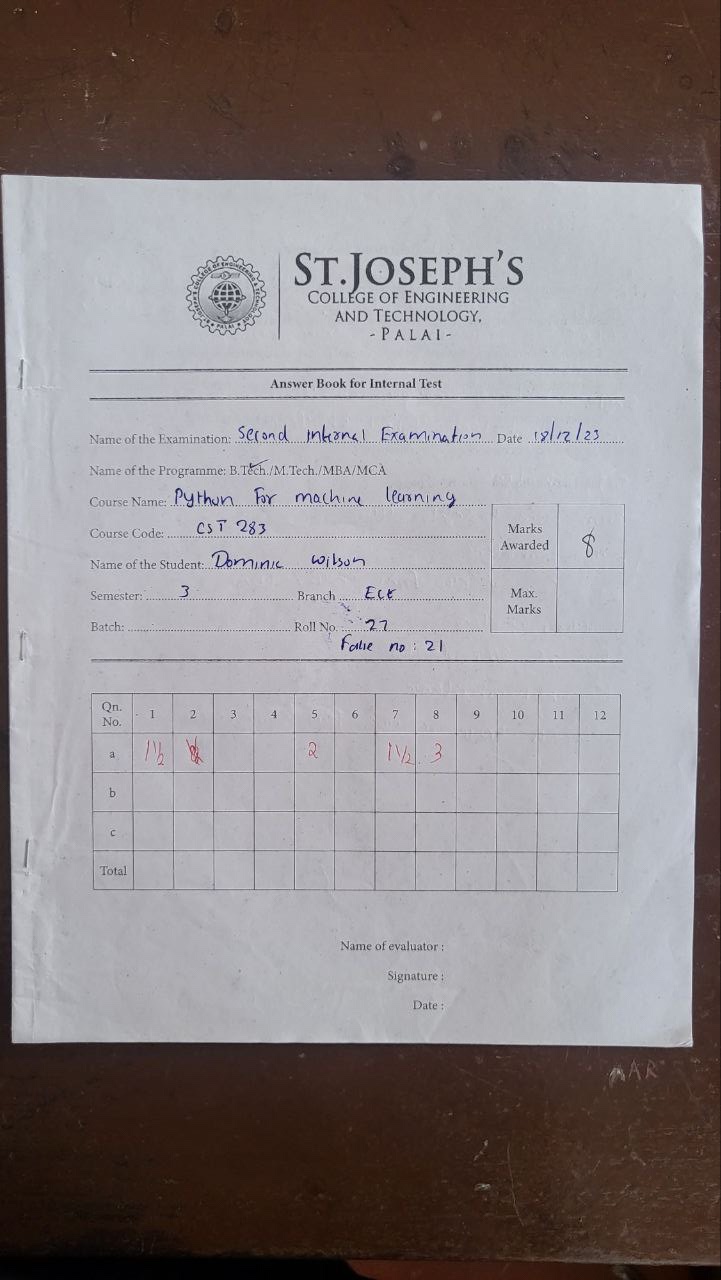 ST.JOSEPH'S
COLLEGE OF ENGINEERING
AND TECHNOLOGY,
- PALAI -
Answer Book for Internal Test
Name of the Examination: Second Internal Examination Date 18/12/23
Name of the Programme: B.Tech./M.Tech./MBA/MCA
Course Name: Python For machine learning
Course Code: CST 283
Marks Awarded 8
Name of the Student: Dominic Wilson
Semester: 3 Branch ECE
Max. Marks
Batch: Roll No. 27
False no: 21
Qn. No. 1 2 3 4 5 6 7 8 9 10 11 12
a 1½ 2 1½ 3
b
c
Total
Name of evaluator :
Signature :
Date :